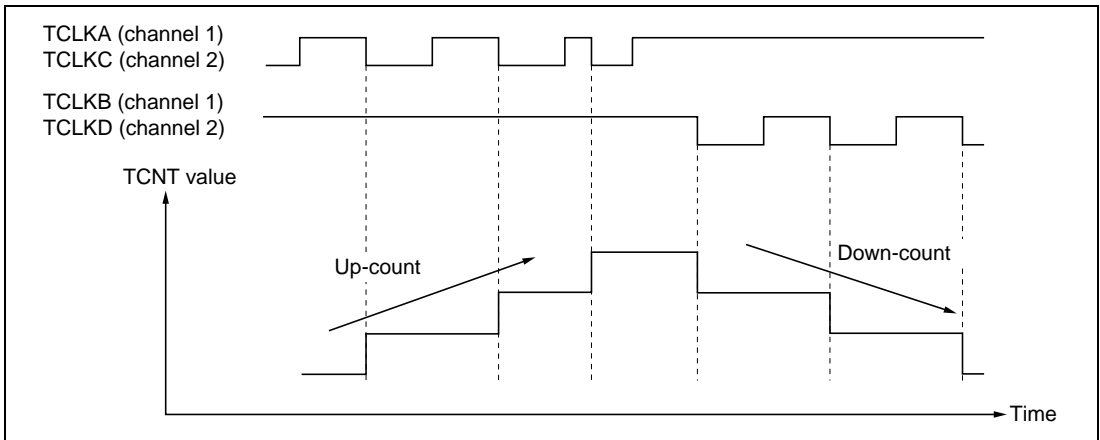 TCLKA (channel 1)
TCLKC (channel 2)
TCLKB (channel 1)
TCLKD (channel 2)
TCNT value
Up-count
Down-count
Time